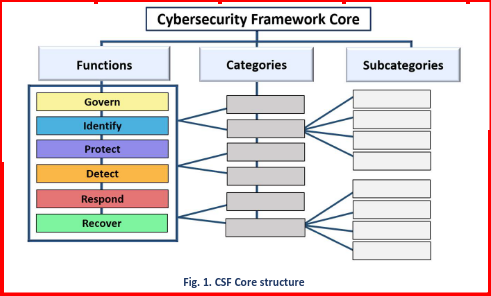 Cybersecurity Framework Core
Functions
Categories
Subcategories
Govern
Identify
Protect
Detect
Respond
Recover
Fig. 1. CSF Core structure